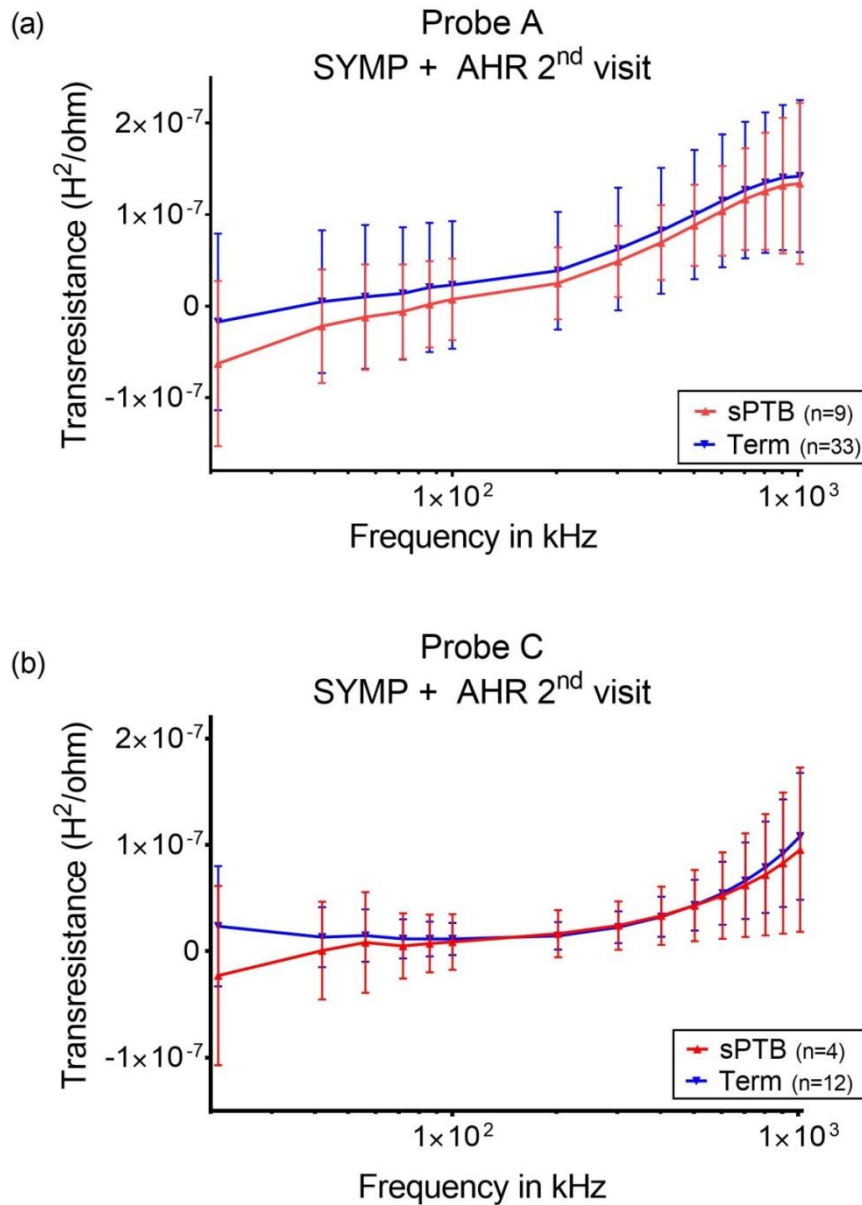 (a)
Probe A
SYMP + AHR 2nd visit
Transresistance (H²/ohm)
2×10⁻⁷
1×10⁻⁷
0
-1×10⁻⁷
sPTB (n=9)
Term (n=33)
1×10²
1×10³
Frequency in kHz
(b)
Probe C
SYMP + AHR 2nd visit
Transresistance (H²/ohm)
2×10⁻⁷
1×10⁻⁷
0
-1×10⁻⁷
sPTB (n=4)
Term (n=12)
1×10²
1×10³
Frequency in kHz